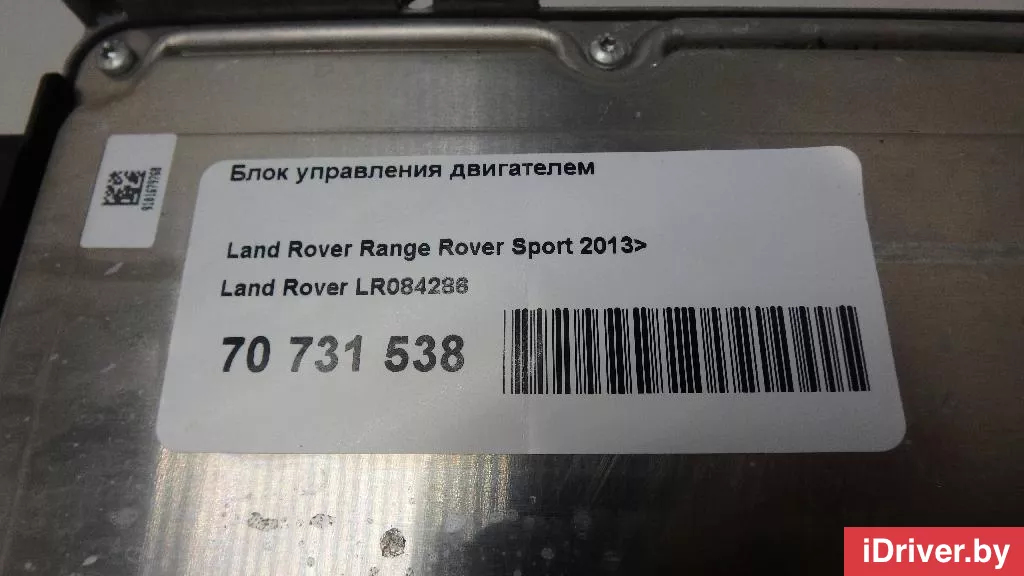 Блок управления двигателем
Land Rover Range Rover Sport 2013>
Land Rover LR084286
70 731 538
iDriver.by